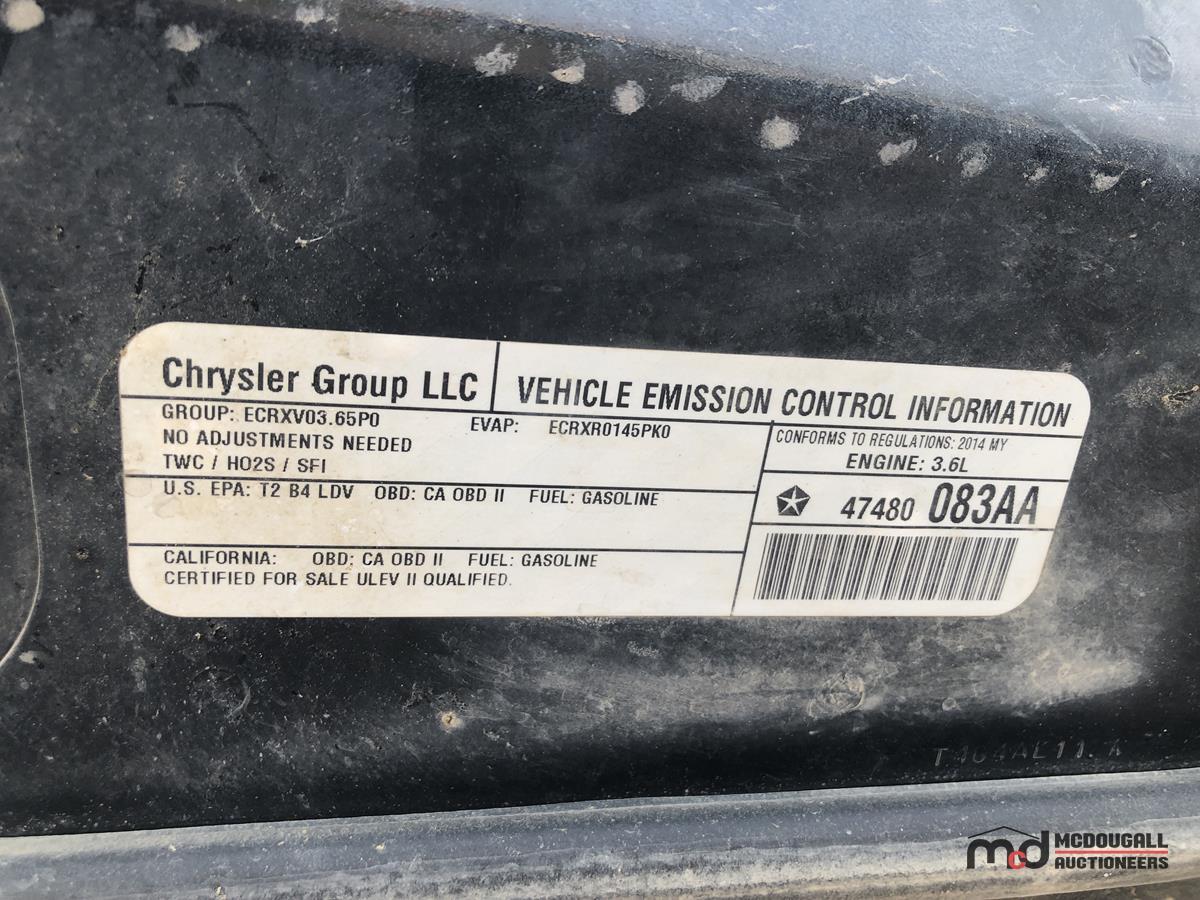 Chrysler Group LLC
VEHICLE EMISSION CONTROL INFORMATION
GROUP: ECRXV03.65P0 EVAP: ECRXR0145PK0
NO ADJUSTMENTS NEEDED
TWC / HO2S / SFI
CONFORMS TO REGULATIONS: 2014 MY
ENGINE: 3.6L
U.S. EPA: T2 B4 LDV OBD: CA OBD II FUEL: GASOLINE
47480 083AA
CALIFORNIA: OBD: CA OBD II FUEL: GASOLINE
CERTIFIED FOR SALE ULEV II QUALIFIED.
mcd MCDOUGALL
AUCTIONEERS